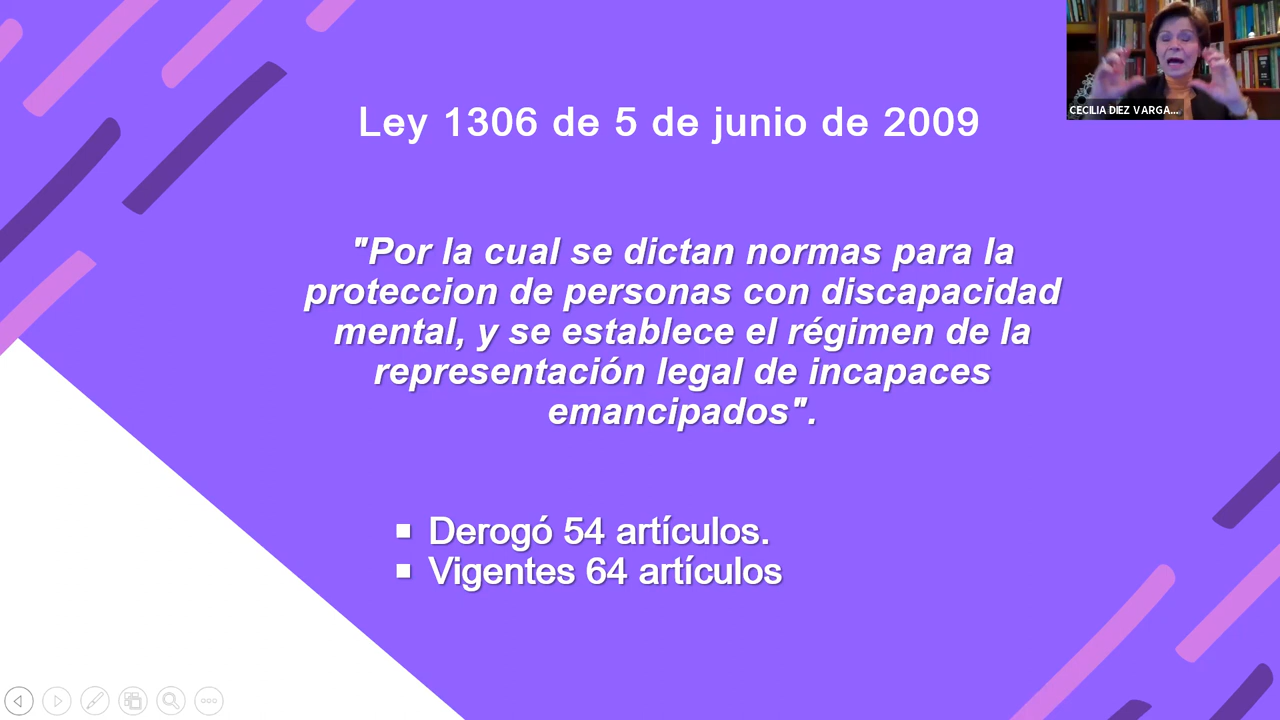 Ley 1306 de 5 de junio de 2009
CECILIA DIEZ VARGA...
"Por la cual se dictan normas para la
proteccion de personas con discapacidad
mental, y se establece el régimen de la
representación legal de incapaces
emancipados".
▪ Derogó 54 artículos.
▪ Vigentes 64 artículos